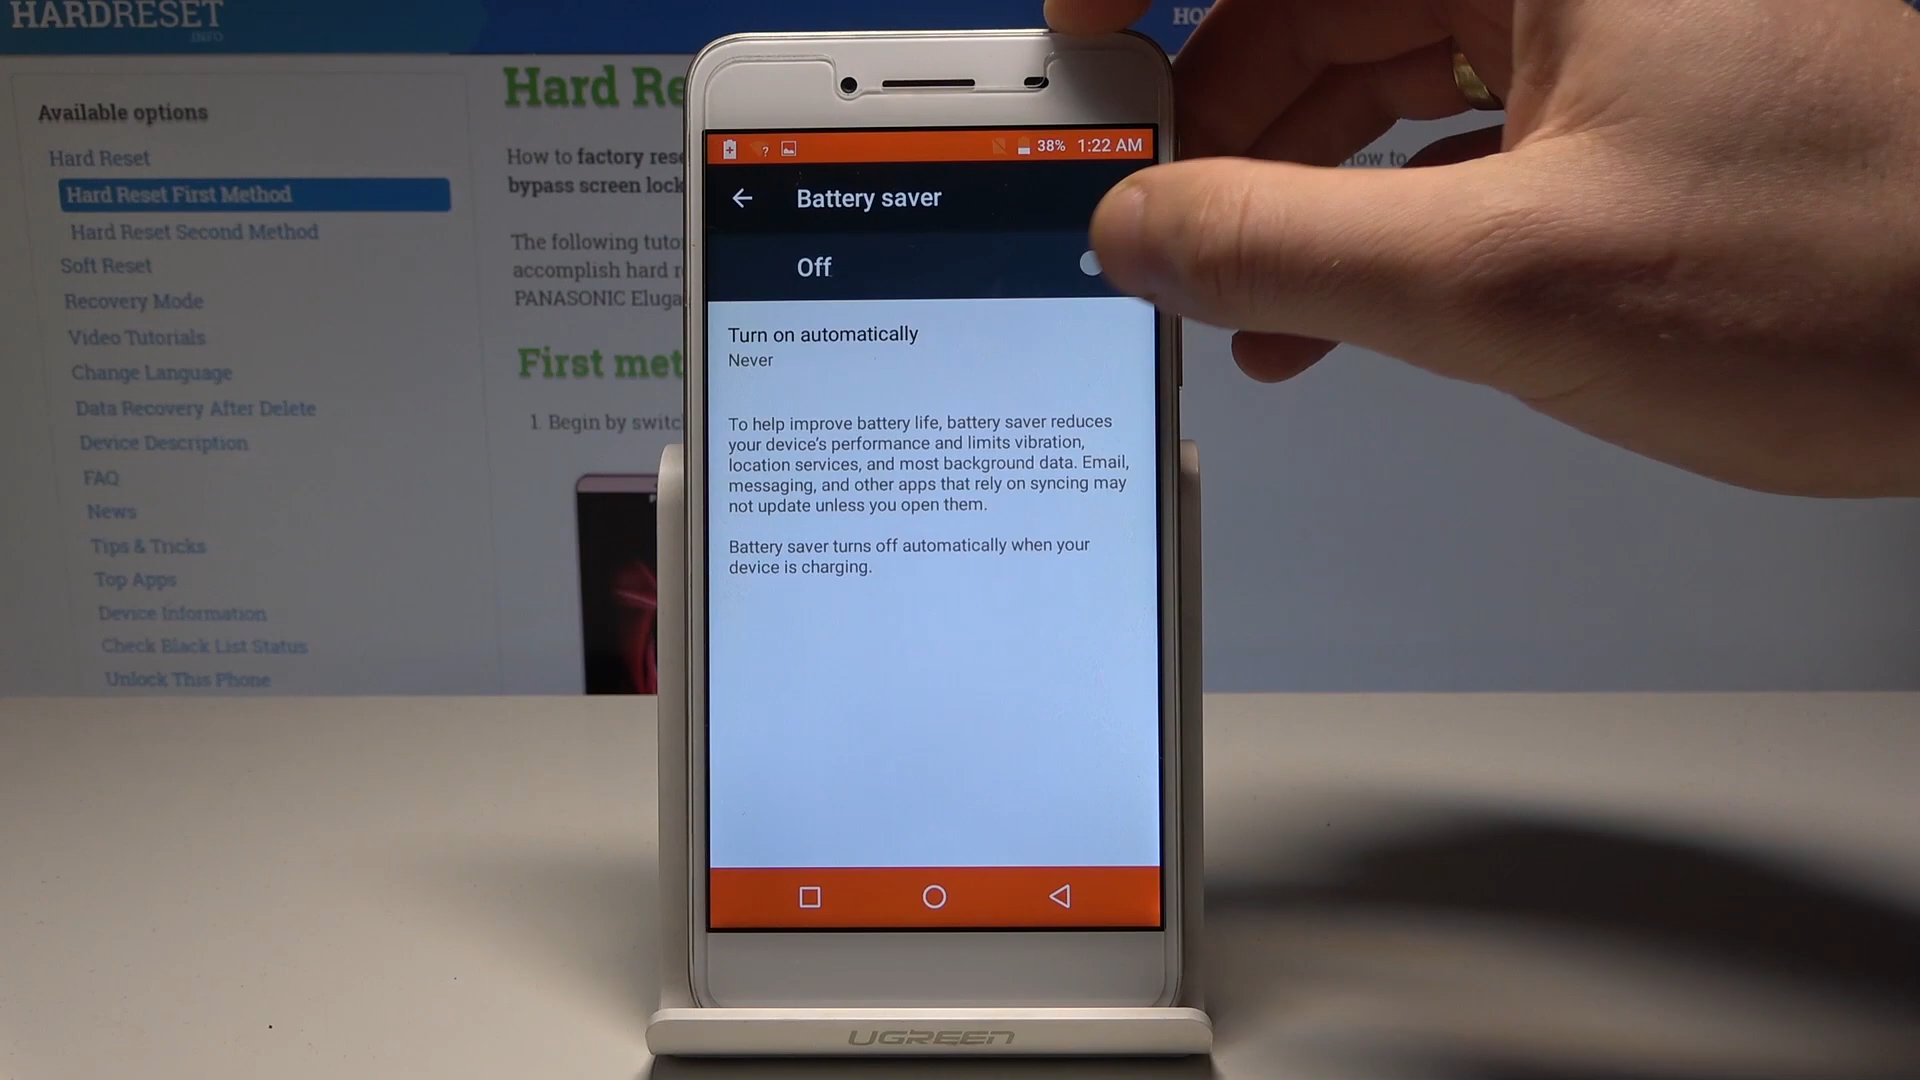 HARDRESET
.INFO
HO
Available options
Hard Reset
Hard Reset First Method
Hard Reset Second Method
Soft Reset
Recovery Mode
Video Tutorials
Change Language
Data Recovery After Delete
Device Description
FAQ
News
Tips & Tricks
Top Apps
Device Information
Check Black List Status
Unlock This Phone
Hard Re
How to factory rese
bypass screen lock
How to
The following tuto
accomplish hard r
PANASONIC Eluga
First met
1. Begin by switc
38% 1:22 AM
Battery saver
Off
Turn on automatically
Never
To help improve battery life, battery saver reduces
your device's performance and limits vibration,
location services, and most background data. Email,
messaging, and other apps that rely on syncing may
not update unless you open them.
Battery saver turns off automatically when your
device is charging.
UGREEN